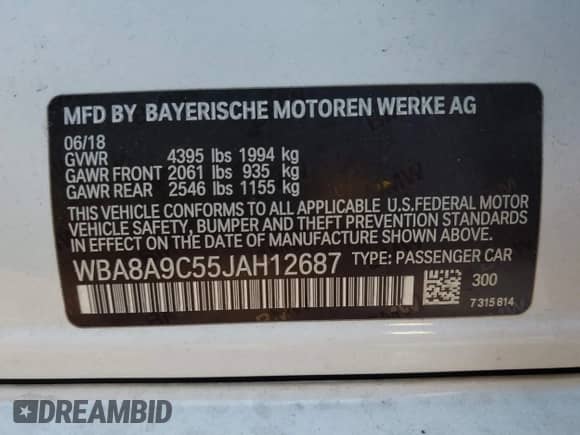 MFD BY BAYERISCHE MOTOREN WERKE AG
06/18
GVWR 4395 lbs 1994 kg
GAWR FRONT 2061 lbs 935 kg
GAWR REAR 2546 lbs 1155 kg
THIS VEHICLE CONFORMS TO ALL APPLICABLE U.S.FEDERAL MOTOR
VEHICLE SAFETY, BUMPER, AND THEFT PREVENTION STANDARDS
IN EFFECT ON THE DATE OF MANUFACTURE SHOWN ABOVE.
WBA8A9C55JAH12687 TYPE: PASSENGER CAR
300
7 315 814
DREAMBID